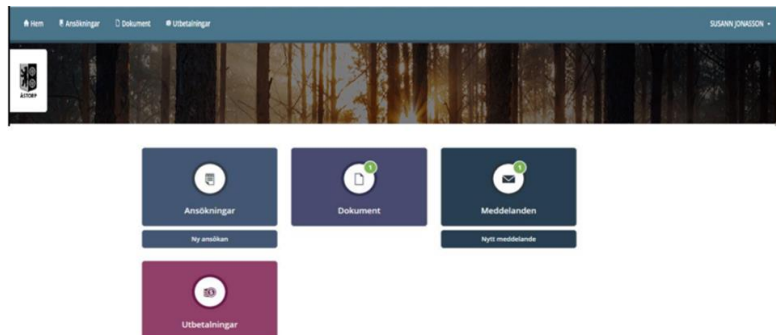 Hem Ansökningar Dokument Utbetalningar SUSANN JONASSON
ÅSTORP
1 1
Ansökningar Dokument Meddelanden
Ny ansökan Nytt meddelande
Utbetalningar